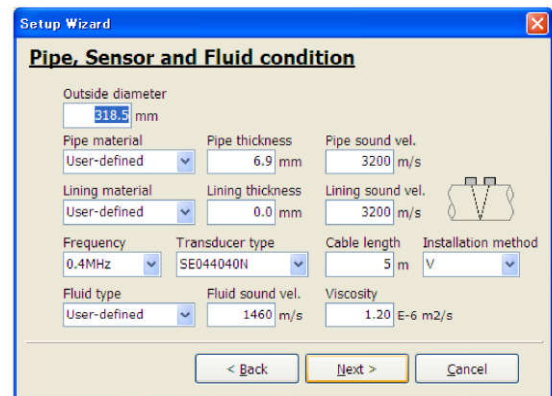 Setup Wizard
Pipe, Sensor and Fluid condition
Outside diameter
318.5 mm
Pipe material Pipe thickness Pipe sound vel.
User-defined 6.9 mm 3200 m/s
Lining material Lining thickness Lining sound vel.
User-defined 0.0 mm 3200 m/s
Frequency Transducer type Cable length Installation method
0.4MHz SE044040N 5 m V
Fluid type Fluid sound vel. Viscosity
User-defined 1460 m/s 1.20 E-6 m2/s
< Back Next > Cancel